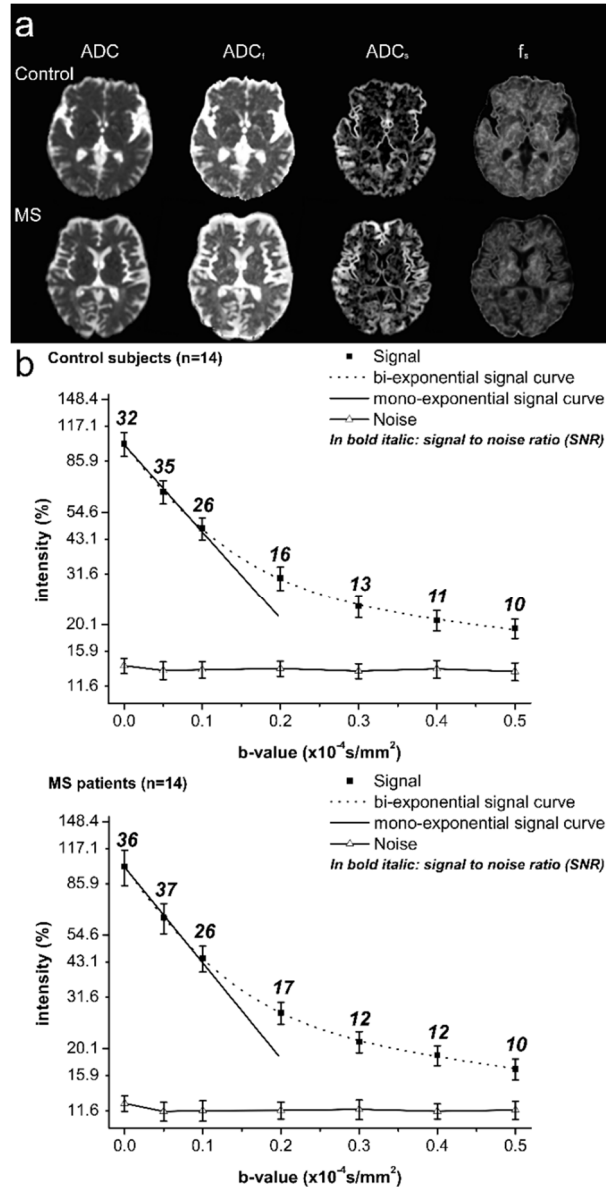 a
ADC ADCf ADCs fs
Control
MS
b
Control subjects (n=14)
Signal
bi-exponential signal curve
mono-exponential signal curve
Noise
In bold italic: signal to noise ratio (SNR)
148.4
117.1
85.9
54.6
43.1
31.6
20.1
15.9
11.6
intensity (%)
32
35
26
16
13
11
10
0.0 0.1 0.2 0.3 0.4 0.5
b-value (x10-4s/mm2)
MS patients (n=14)
Signal
bi-exponential signal curve
mono-exponential signal curve
Noise
In bold italic: signal to noise ratio (SNR)
148.4
117.1
85.9
54.6
43.1
31.6
20.1
15.9
11.6
intensity (%)
36
37
26
17
12
12
10
0.0 0.1 0.2 0.3 0.4 0.5
b-value (x10-4s/mm2)